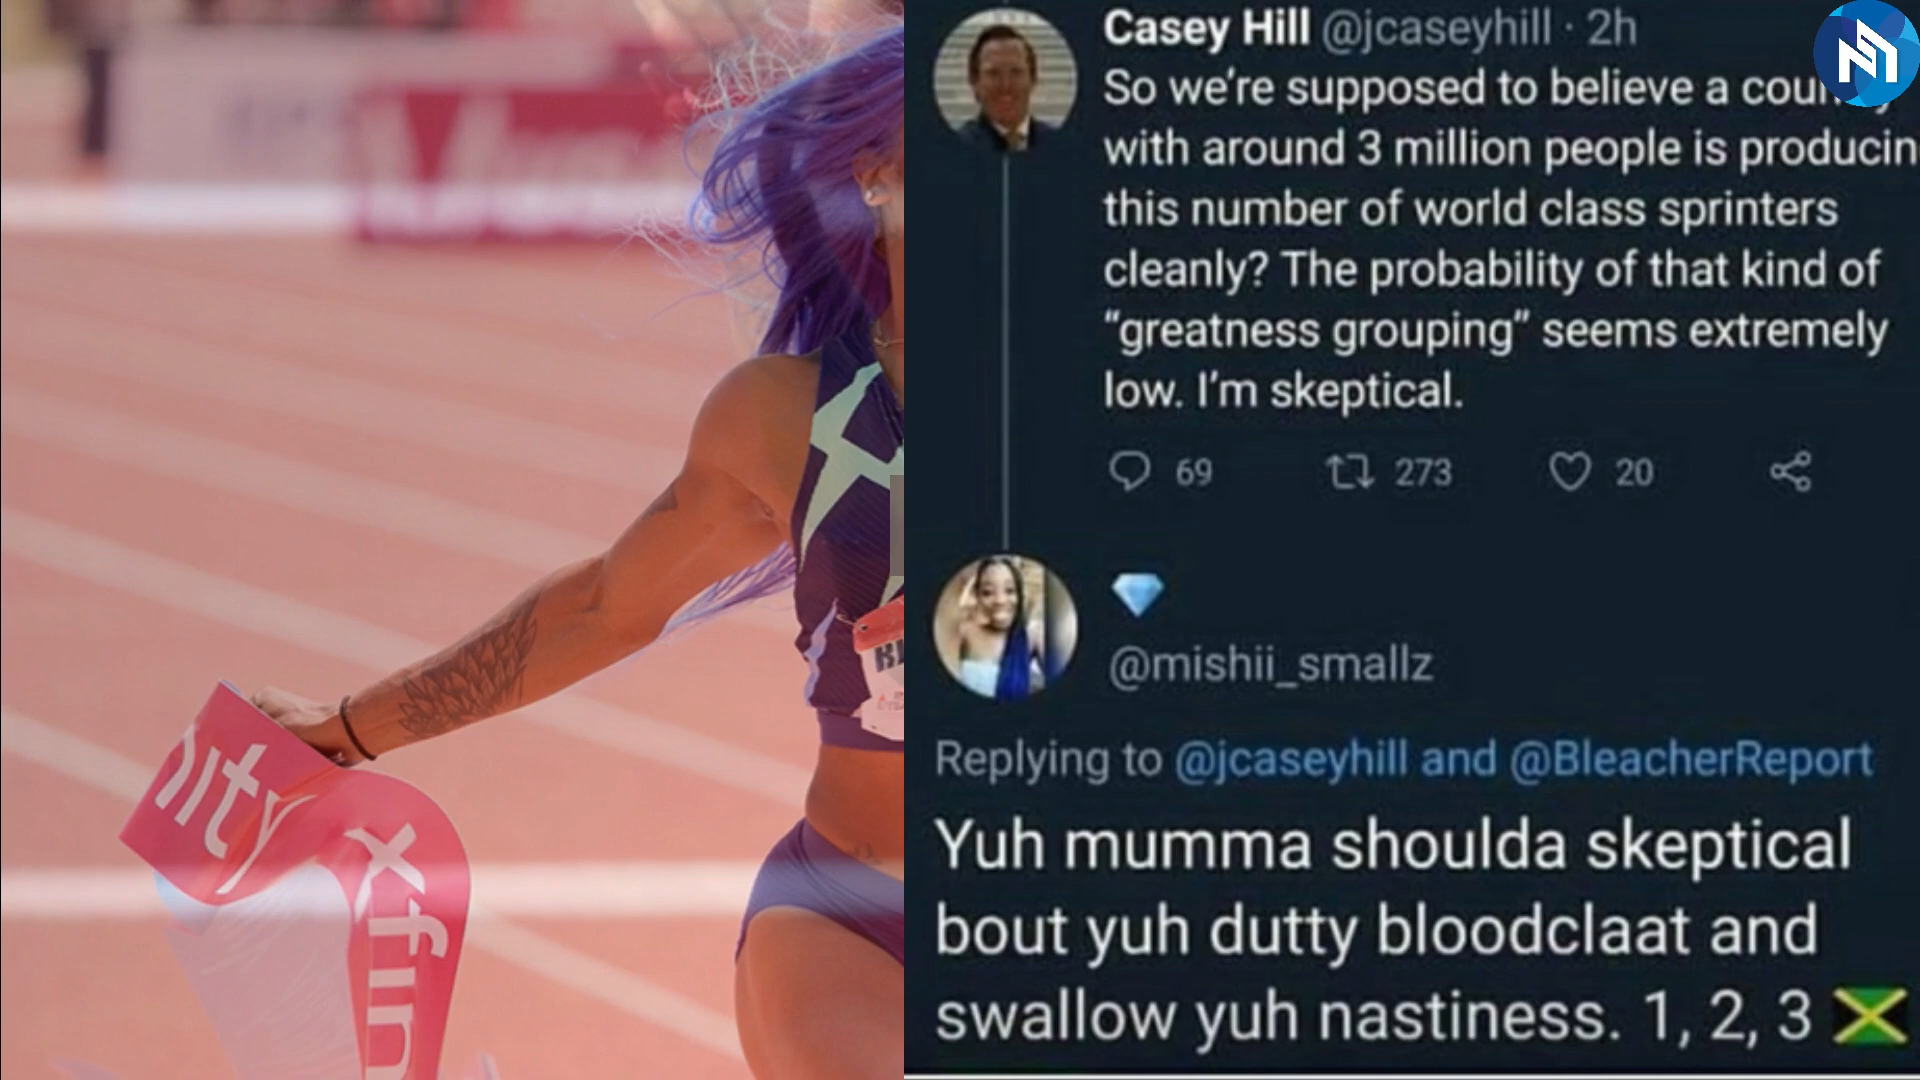 Casey Hill @jcaseyhill · 2h
So we're supposed to believe a
with around 3 million people is
this number of world class sprinters
cleanly? The probability of that kind of
"greatness grouping" seems extremely
low. I'm skeptical.
69 273 20
💎
@mishii_smallz
Replying to @jcaseyhill and @BleacherReport
Yuh mumma shoulda skeptical
bout yuh dutty bloodclaat and
swallow yuh nastiness. 1, 2, 3 🇯🇲
ity
xfin